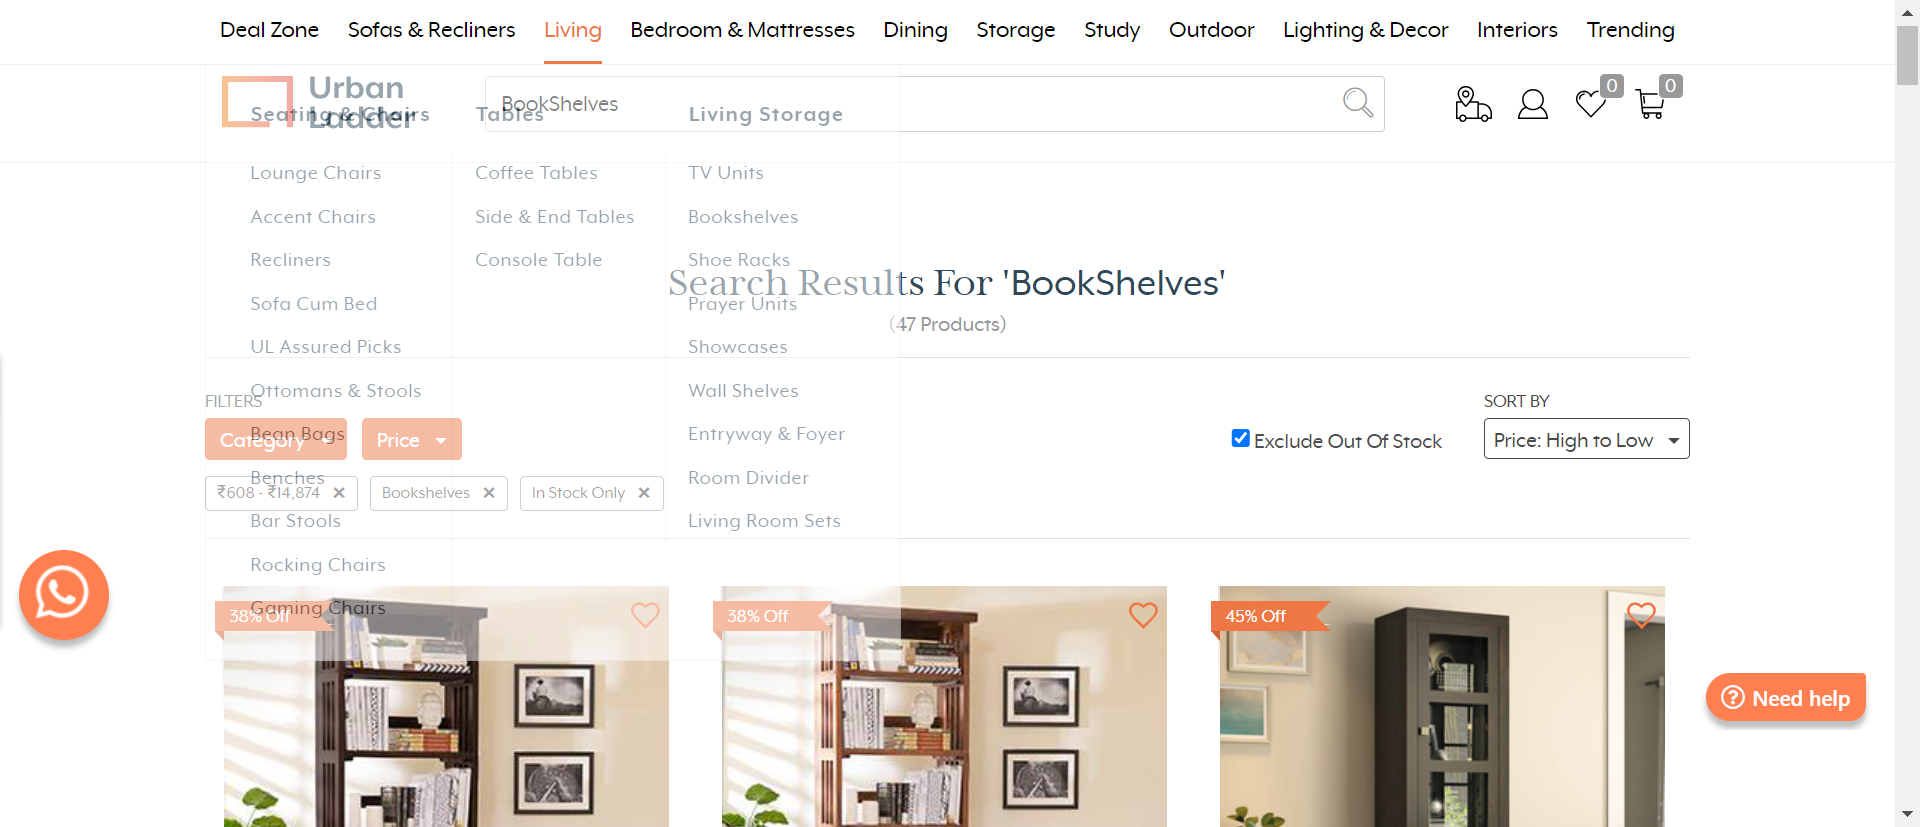 Deal Zone Sofas & Recliners Living Bedroom & Mattresses Dining Storage Study Outdoor Lighting & Decor Interiors Trending
Urban
Ladder
BookShelves
0
0
Seating & Chairs Tables Living Storage
Lounge Chairs Coffee Tables TV Units
Accent Chairs Side & End Tables Bookshelves
Recliners Console Table Shoe Racks
Search Results For 'BookShelves'
Sofa Cum Bed Prayer Units
(47 Products)
UL Assured Picks Showcases
Ottomans & Stools Wall Shelves
FILTERS SORT BY
Bean Bags Entryway & Foyer
Category Price Exclude Out Of Stock Price: High to Low
Benches Room Divider
₹608 - ₹14,874 Bookshelves In Stock Only
Bar Stools Living Room Sets
Rocking Chairs
Gaming Chairs
38% Off 38% Off 45% Off
Need help